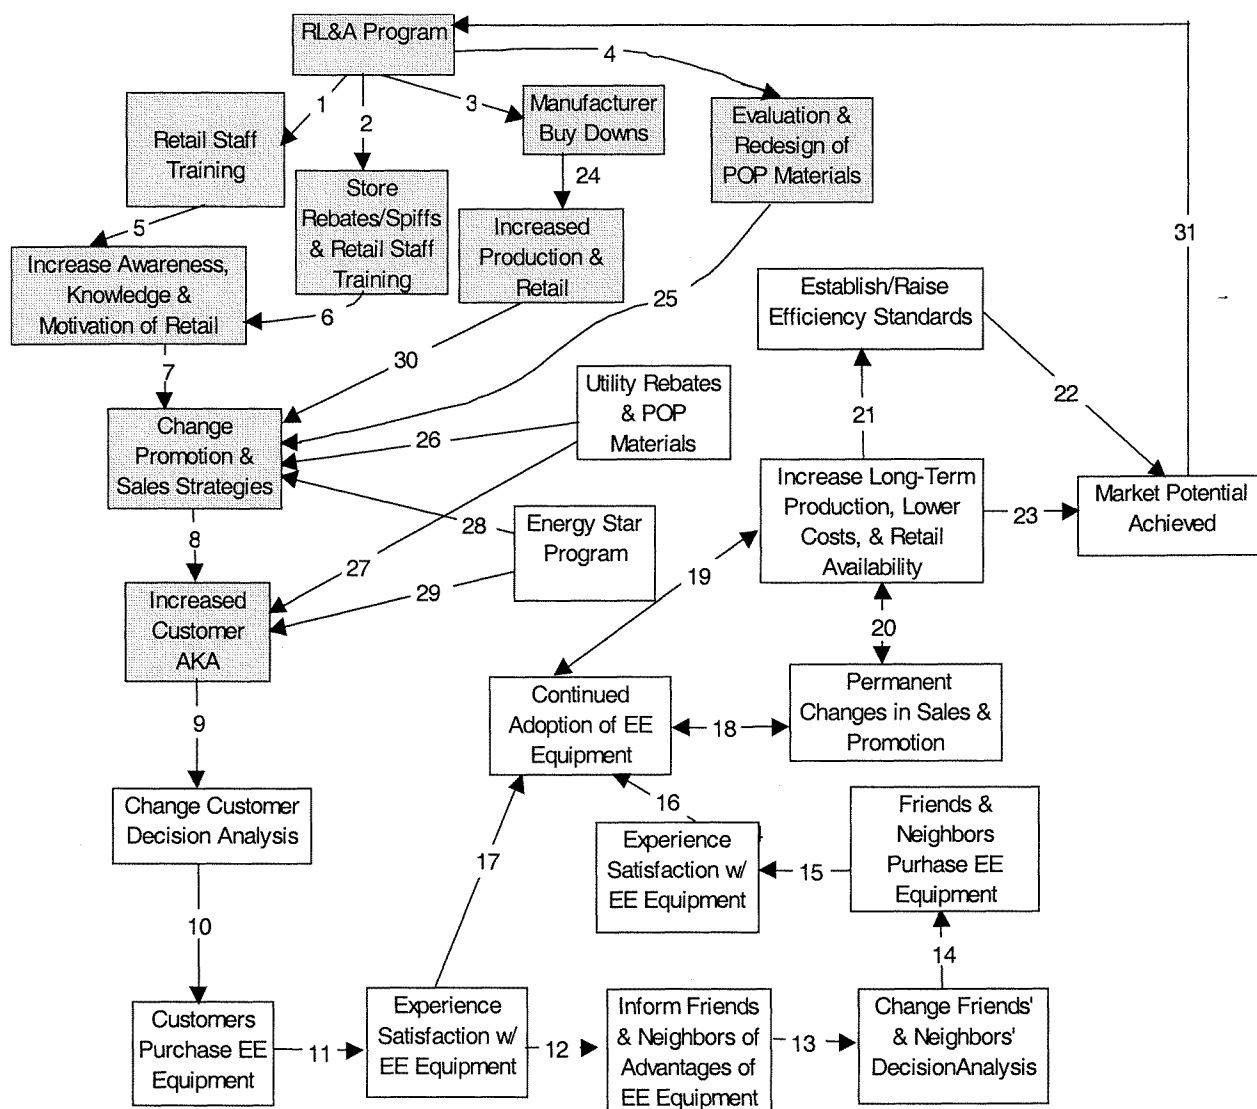 RL&A Program
4
1
2
3
Manufacturer
Buy Downs
Evaluation &
Redesign of
POP Materials
Retail Staff
Training
24
Store
Rebates/Spiffs
& Retail Staff
Training
Increased
Production &
Retail
5
31
Increase Awareness,
Knowledge &
Motivation of Retail
6
25
Establish/Raise
Efficiency Standards
7
30
Utility Rebates
& POP
Materials
22
21
Change
Promotion &
Sales Strategies
26
Increase Long-Term
Production, Lower
Costs, & Retail
Availability
23
Market Potential
Achieved
28
Energy Star
Program
8
27
29
19
Increased
Customer
AKA
20
9
Continued
Adoption of EE
Equipment
18
Permanent
Changes in Sales &
Promotion
Change Customer
Decision Analysis
16
Friends &
Neighbors
Purhase EE
Equipment
17
Experience
Satisfaction w/
EE Equipment
15
10
14
Customers
Purchase EE
Equipment
11
Experience
Satisfaction w/
EE Equipment
12
Inform Friends
& Neighbors of
Advantages of
EE Equipment
13
Change Friends'
& Neighbors'
DecisionAnalysis